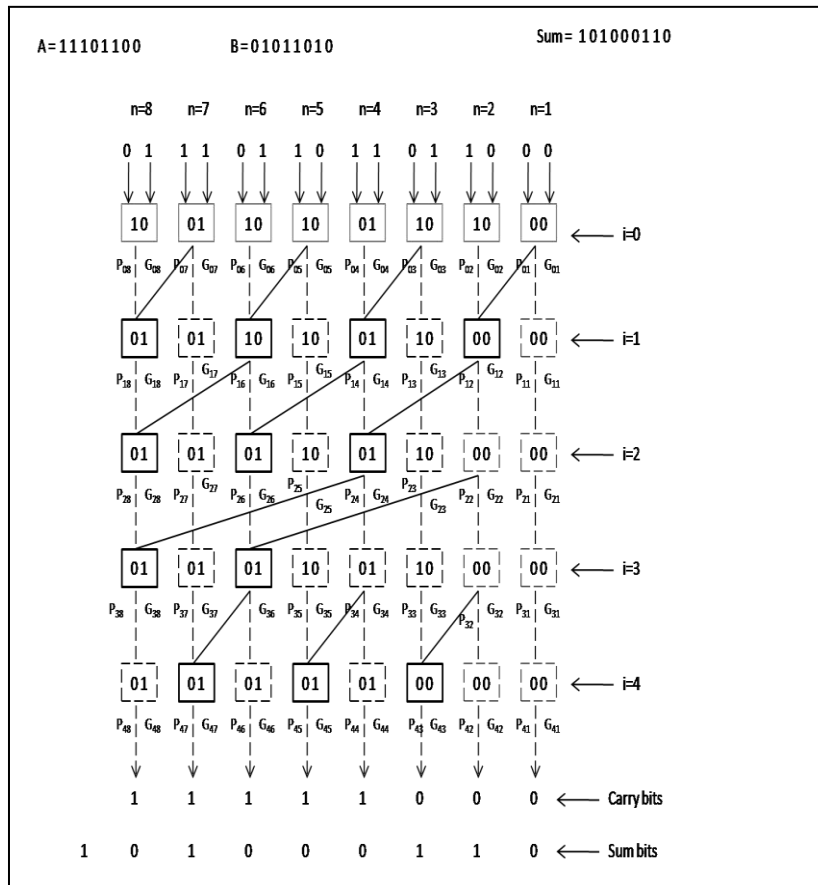 A=11101100 B=01011010 Sum= 101000110
n=8 n=7 n=6 n=5 n=4 n=3 n=2 n=1
0 1 1 1 0 1 1 0 1 1 0 1 1 0 0 0
10 01 10 10 01 10 10 00 i=0
P08 G08 P07 G07 P06 G06 P05 G05 P04 G04 P03 G03 P02 G02 P01 G01
01 01 10 10 01 10 00 00 i=1
P18 G18 P17 G17 P16 G16 P15 G15 P14 G14 P13 G13 P12 G12 P11 G11
01 01 01 10 01 10 00 00 i=2
P28 G28 P27 G27 P26 G26 P25 G25 P24 G24 P23 G23 P22 G22 P21 G21
01 01 01 10 01 10 00 00 i=3
P38 G38 P37 G37 G36 P35 G35 P34 G34 P33 G33 P32 G32 P31 G31
01 01 01 01 01 00 00 00 i=4
P48 G48 P47 G47 P46 G46 P45 G45 P44 G44 P43 G43 P42 G42 P41 G41
1 1 1 1 1 0 0 0 Carry bits
1 0 1 0 0 0 1 1 0 Sum bits